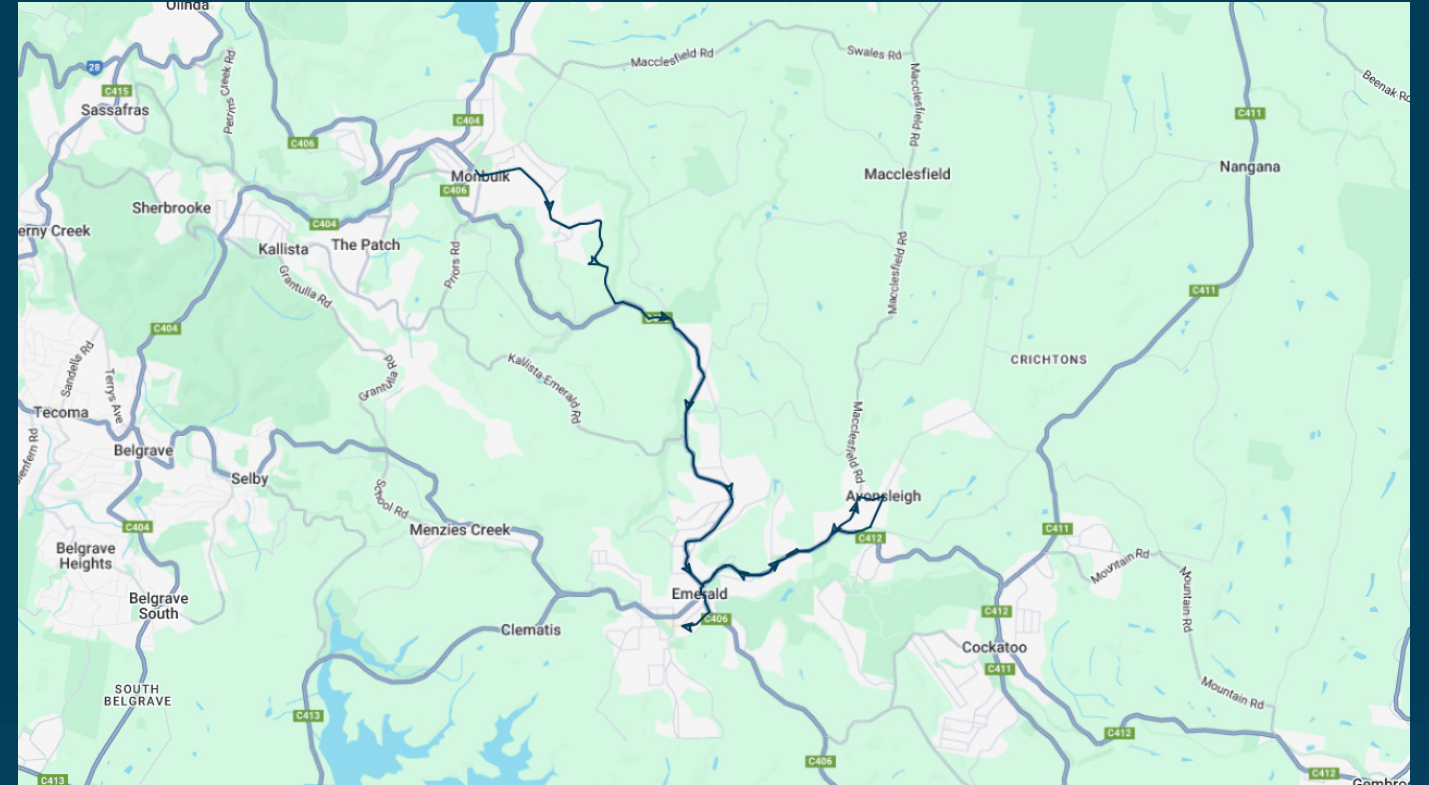 Olinda
28
C415
Sassafras
Perrins Creek Rd
C406
C404
Macclesfield Rd
Swales Rd
Macclesfield Rd
Beenak Rd
C411
Monbulk
C406
Macclesfield
Nangana
Sherbrooke
C404
Kallista
The Patch
erny Creek
Grantulla Rd
Priors Rd
Macclesfield Rd
C411
C404
Sandells Rd
Terrys Ave
Grantulla Rd
Kallista-Emerald Rd
CRICHTONS
Tecoma
Belgrave
Selby
School Rd
Macclesfield Rd
Avonsleigh
C412
C411
C404
Menzies Creek
Belgrave
Heights
Mountain Rd
Mountain Rd
Belgrave
South
Emerald
C406
Clematis
C412
Cockatoo
C411
SOUTH
BELGRAVE
Mountain Rd
C413
C412
C406
C413
C412